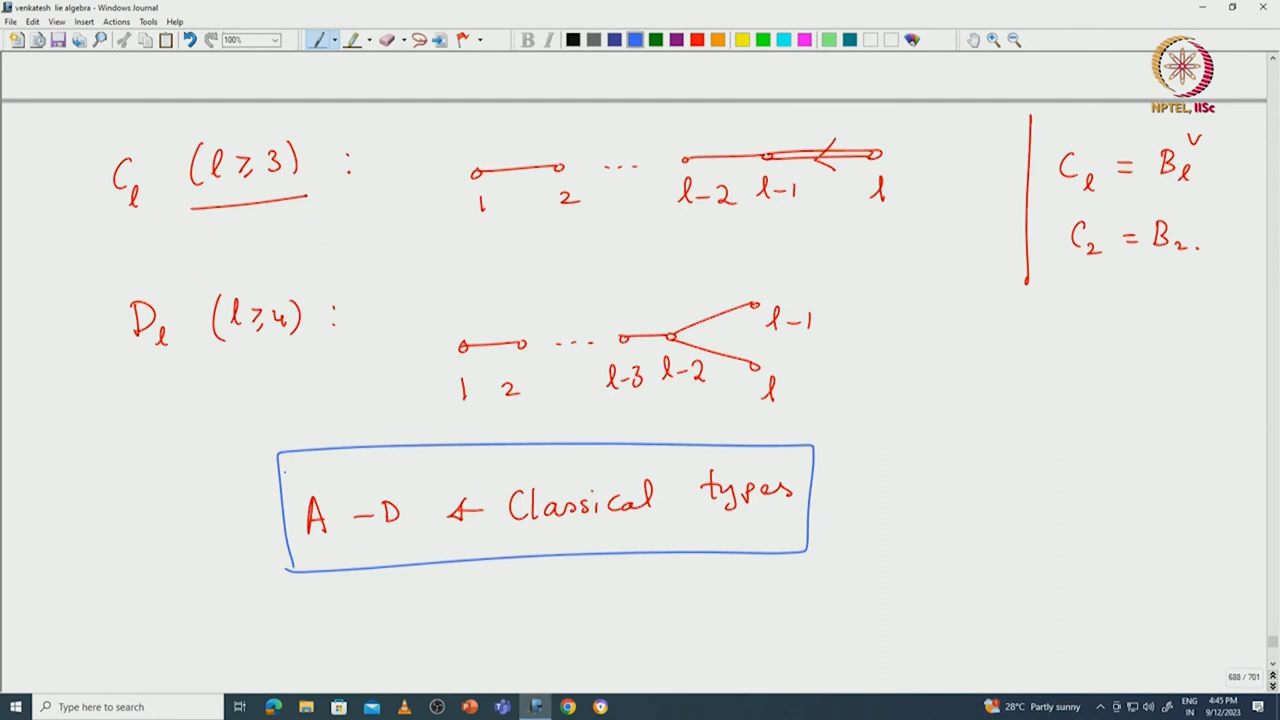 venkatesh lie algebra - Windows Journal
File Edit View Insert Actions Tools Help
100%
B I
NPTEL, IISc
C_l (l ≥ 3) :
1 2 ... l-2 l-1 l
C_l = B_l^∨
C_2 = B_2.
D_l (l ≥ 4) :
1 2 ... l-3 l-2 l-1 l
A - D ← Classical types
688 / 701
Type here to search
28°C Partly sunny
ENG
IN
4:45 PM
9/12/2023